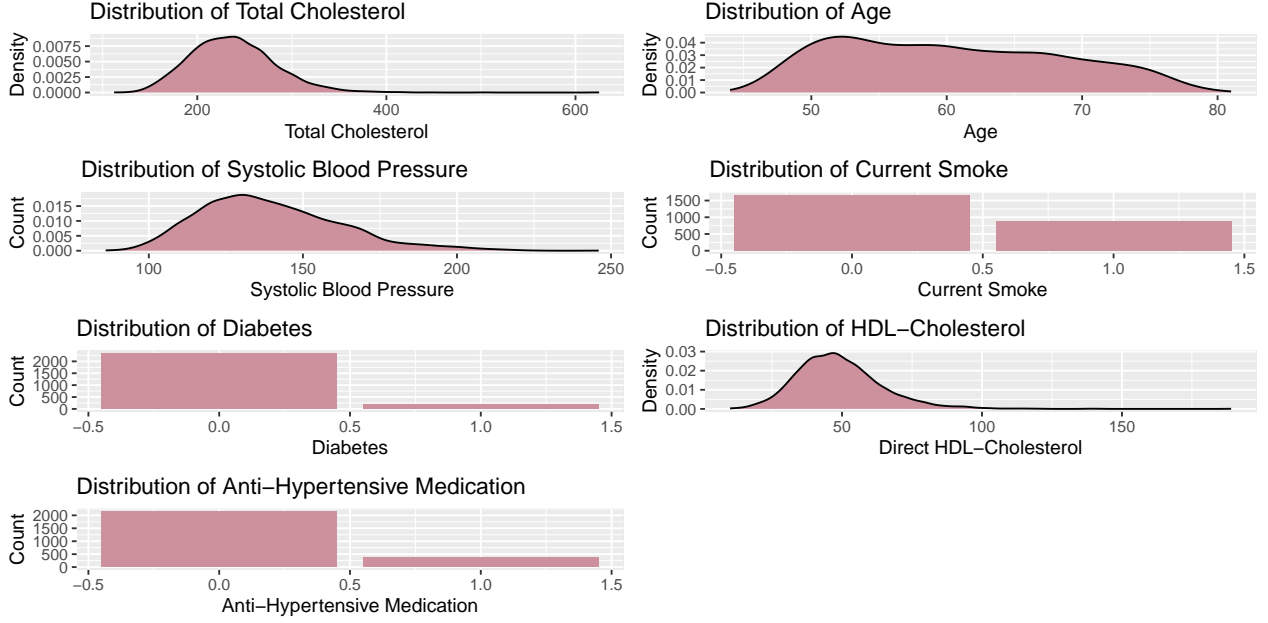 Distribution of Total Cholesterol
Density
0.0075
0.0050
0.0025
0.0000
200 400 600
Total Cholesterol
Distribution of Age
Density
0.04
0.03
0.02
0.01
0.00
50 60 70 80
Age
Distribution of Systolic Blood Pressure
Count
0.015
0.010
0.005
0.000
100 150 200 250
Systolic Blood Pressure
Distribution of Current Smoke
Count
1500
1000
500
0
−0.5 0.0 0.5 1.0 1.5
Current Smoke
Distribution of Diabetes
Count
2000
1500
1000
500
0
−0.5 0.0 0.5 1.0 1.5
Diabetes
Distribution of HDL−Cholesterol
Density
0.03
0.02
0.01
0.00
50 100 150
Direct HDL−Cholesterol
Distribution of Anti−Hypertensive Medication
Count
2000
1500
1000
500
0
−0.5 0.0 0.5 1.0 1.5
Anti−Hypertensive Medication